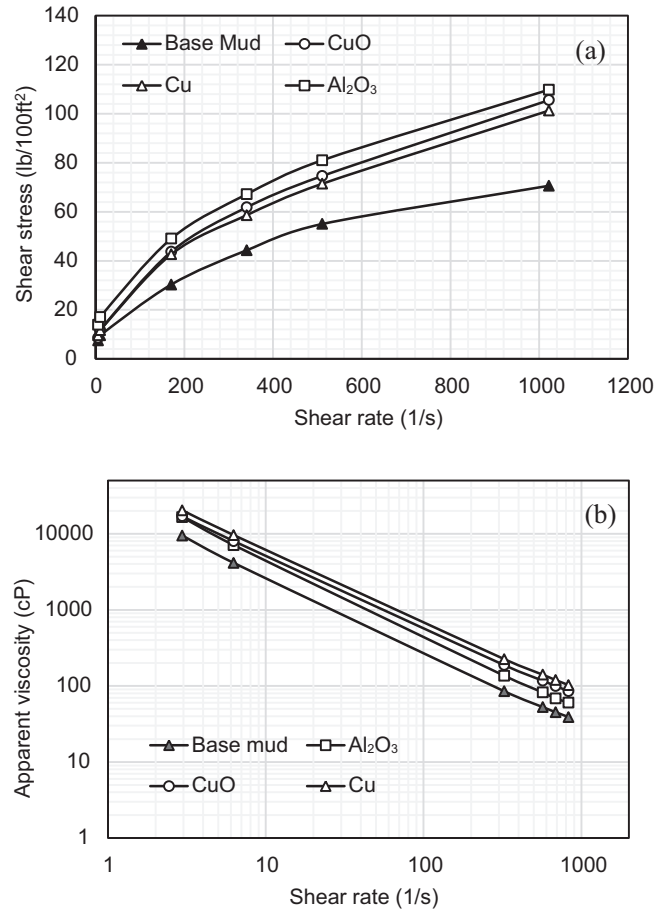 140
120
100
80
60
40
20
0
Shear stress (lb/100ft²)
Base Mud
CuO
Cu
Al₂O₃
(a)
0 200 400 600 800 1000 1200
Shear rate (1/s)
10000
1000
100
10
1
Apparent viscosity (cP)
(b)
Base mud
Al₂O₃
CuO
Cu
1 10 100 1000
Shear rate (1/s)